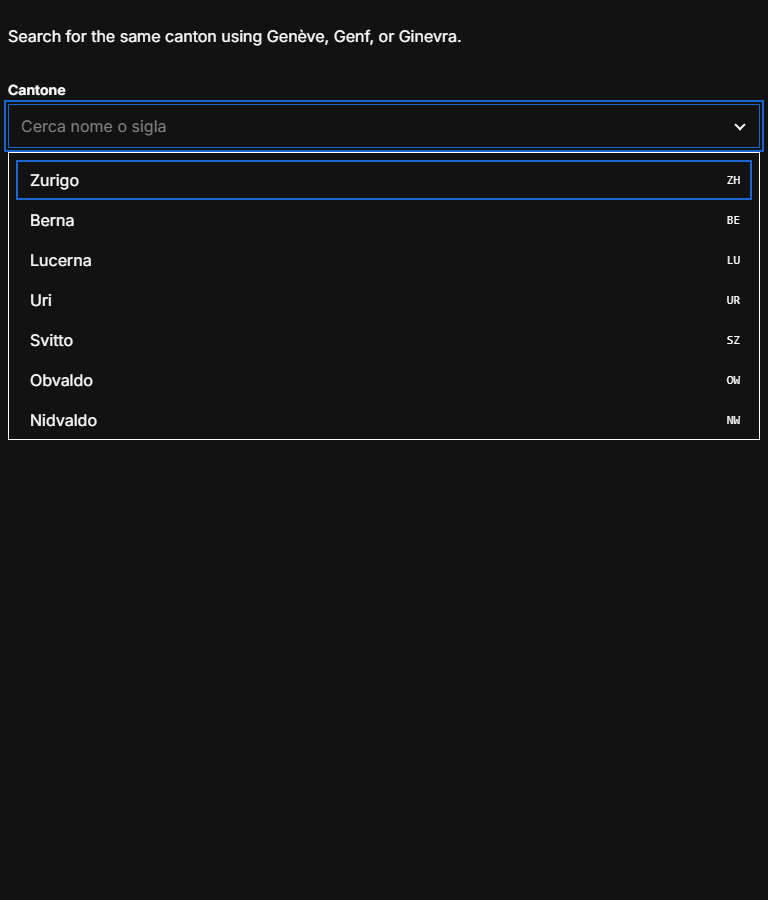 Search for the same canton using Genève, Genf, or Ginevra.
Cantone
Cerca nome o sigla
Zurigo ZH
Berna BE
Lucerna LU
Uri UR
Svitto SZ
Obvaldo OW
Nidvaldo NW